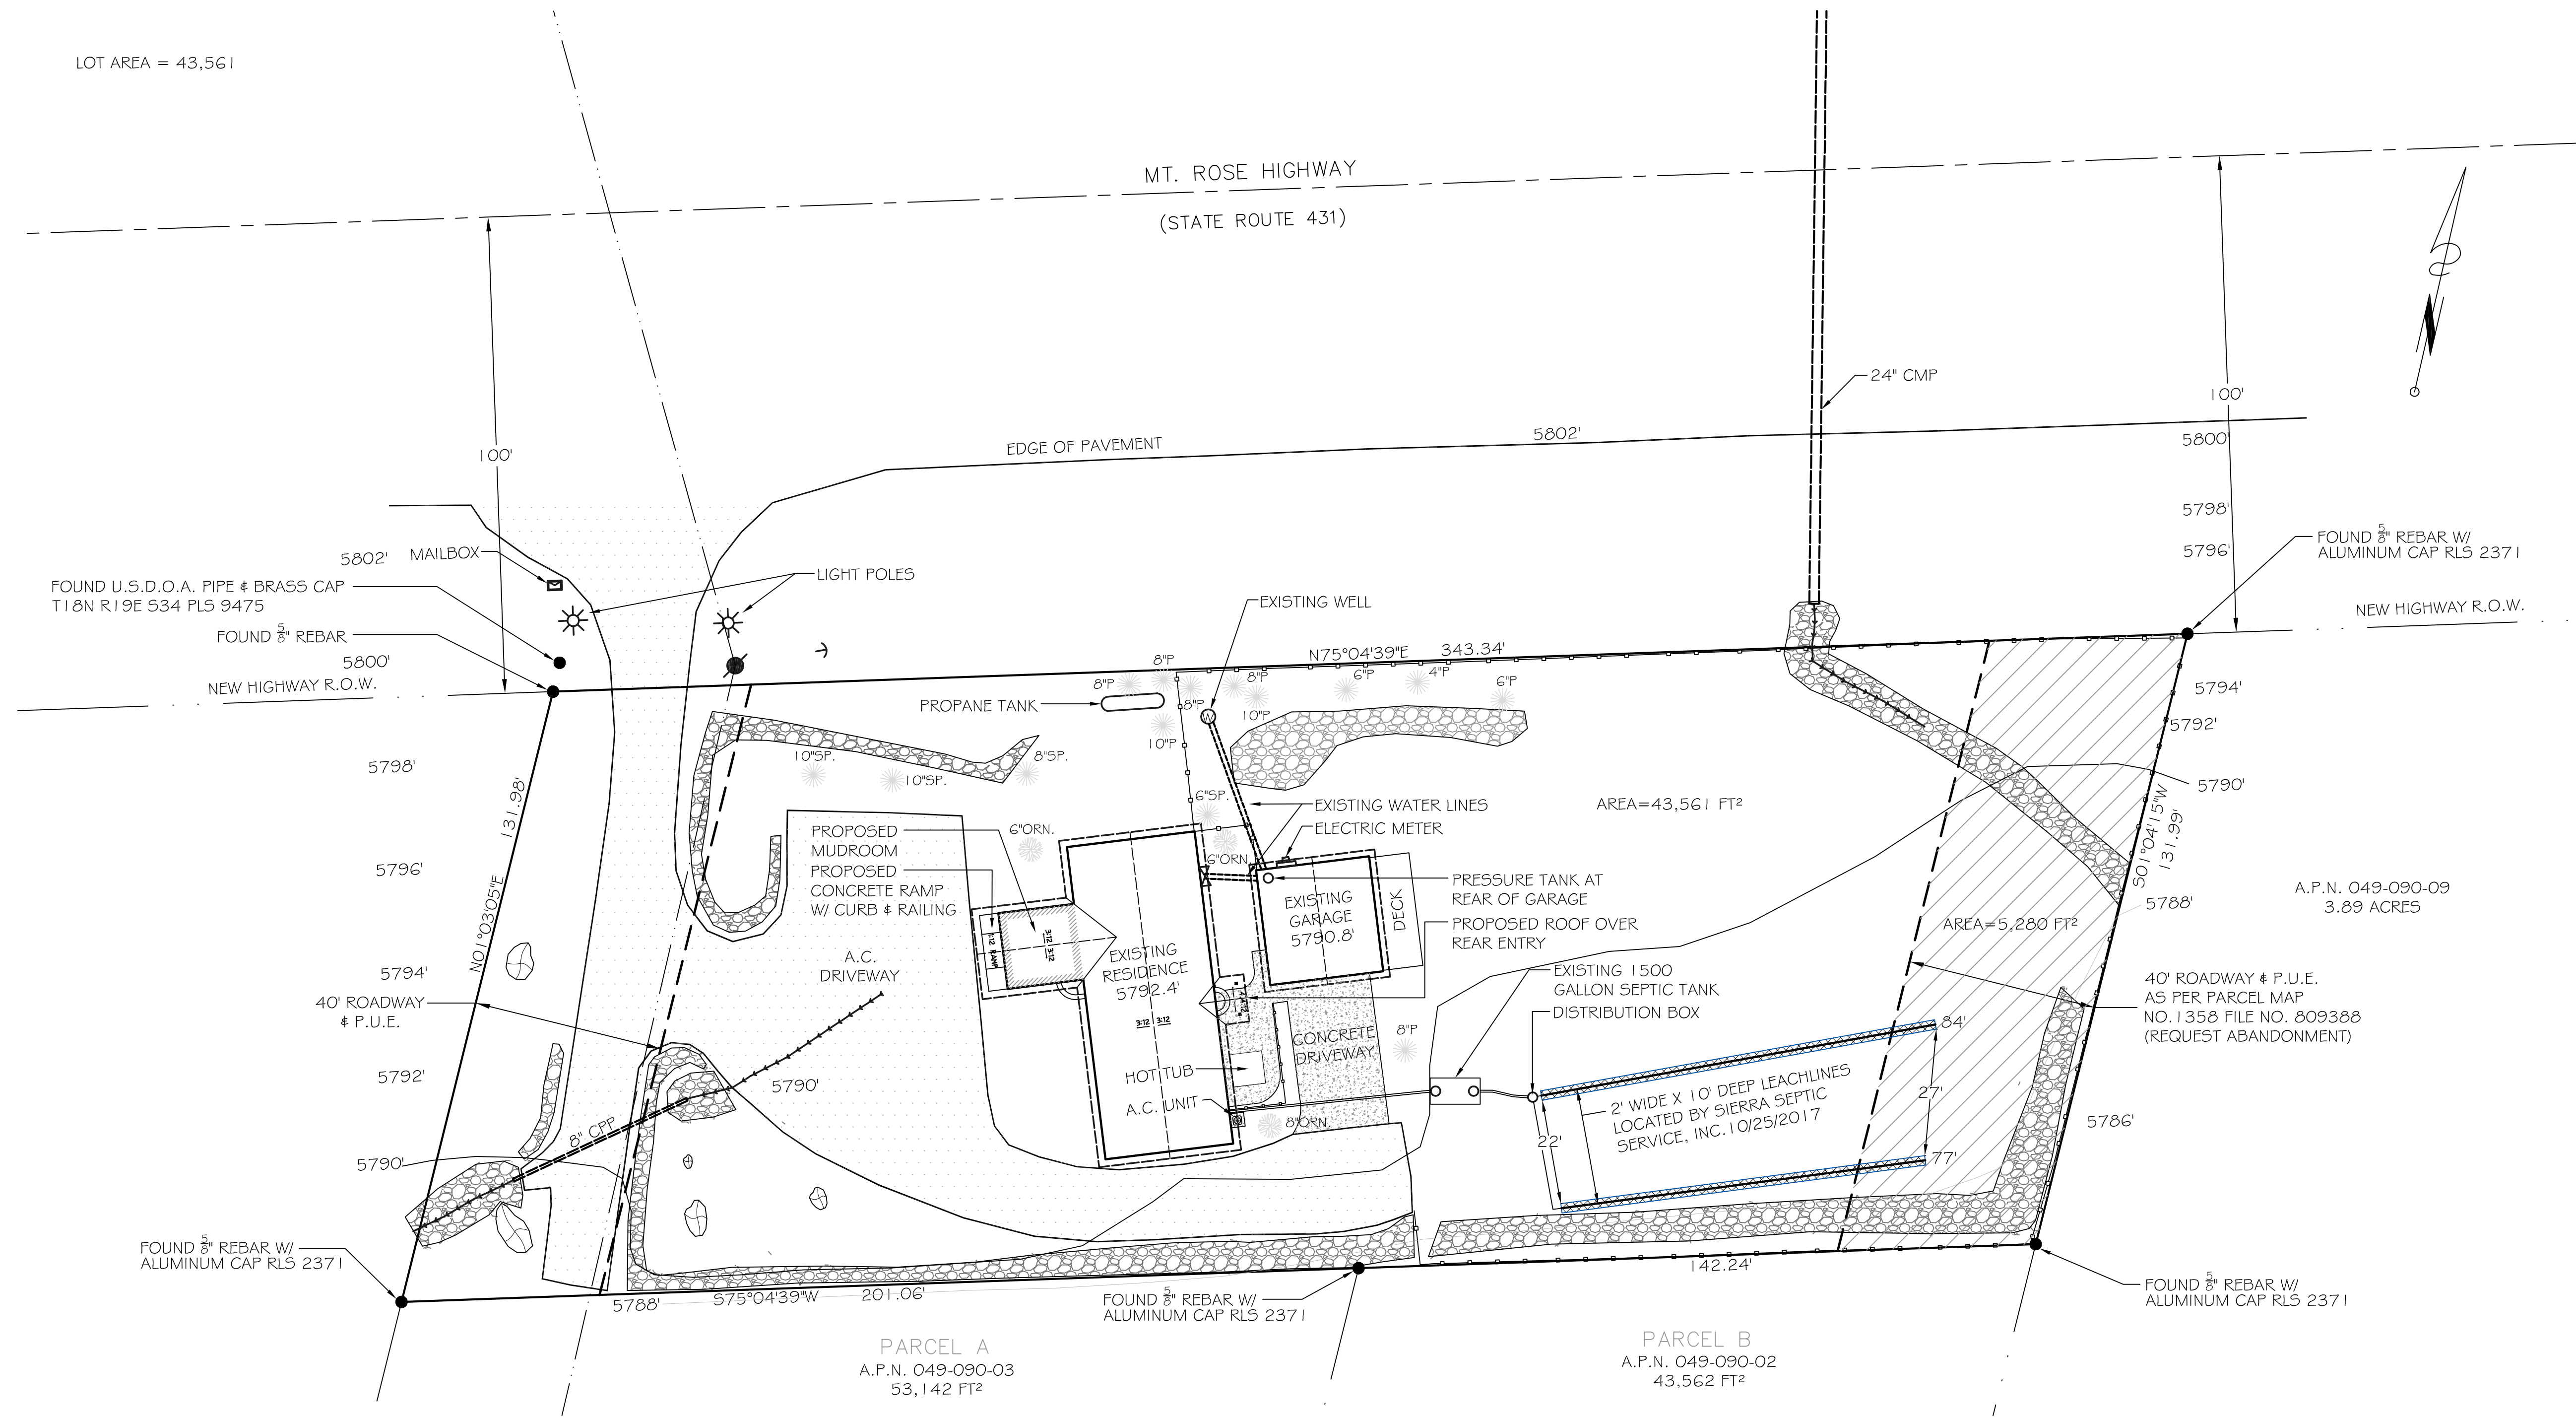 LOT AREA = 43,561
MT. ROSE HIGHWAY
(STATE ROUTE 431)
24" CMP
100'
100'
EDGE OF PAVEMENT
5802'
5800'
5798'
5796'
FOUND 5/8" REBAR W/
ALUMINUM CAP RLS 2371
NEW HIGHWAY R.O.W.
5802'
MAILBOX
FOUND U.S.D.O.A. PIPE & BRASS CAP
T18N R19E S34 PLS 9475
FOUND 5/8" REBAR
5800'
NEW HIGHWAY R.O.W.
LIGHT POLES
EXISTING WELL
N75°04'39"E 343.34'
8"P
8"P
8"P
8"P
10"P
10"P
6"P
4"P
6"P
PROPANE TANK
W
10"SP.
10"SP.
8"SP.
6"SP.
6"ORN.
6"ORN.
5798'
N01°03'05"E 131.98'
5796'
5794'
5792'
5790'
40' ROADWAY
& P.U.E.
PROPOSED
MUDROOM
PROPOSED
CONCRETE RAMP
W/ CURB & RAILING
1:12 RAMP
3:12 3:12
A.C.
DRIVEWAY
5790'
8" CPP
EXISTING
RESIDENCE
5792.4'
3:12 3:12
EXISTING WATER LINES
ELECTRIC METER
EXISTING
GARAGE
5790.8'
DECK
PRESSURE TANK AT
REAR OF GARAGE
PROPOSED ROOF OVER
REAR ENTRY
EXISTING 1500
GALLON SEPTIC TANK
DISTRIBUTION BOX
CONCRETE
DRIVEWAY
8"P
HOT TUB
A.C. UNIT
8"ORN.
AREA=43,561 FT²
AREA=5,280 FT²
84'
27'
77'
22'
2' WIDE X 10' DEEP LEACHLINES
LOCATED BY SIERRA SEPTIC
SERVICE, INC. 10/25/2017
5794'
5792'
5790'
S01°04'15"W
131.99'
5788'
5786'
A.P.N. 049-090-09
3.89 ACRES
40' ROADWAY & P.U.E.
AS PER PARCEL MAP
NO. 1358 FILE NO. 809388
(REQUEST ABANDONMENT)
FOUND 5/8" REBAR W/
ALUMINUM CAP RLS 2371
5788'
S75°04'39"W 201.06'
FOUND 5/8" REBAR W/
ALUMINUM CAP RLS 2371
142.24'
FOUND 5/8" REBAR W/
ALUMINUM CAP RLS 2371
PARCEL A
A.P.N. 049-090-03
53,142 FT²
PARCEL B
A.P.N. 049-090-02
43,562 FT²